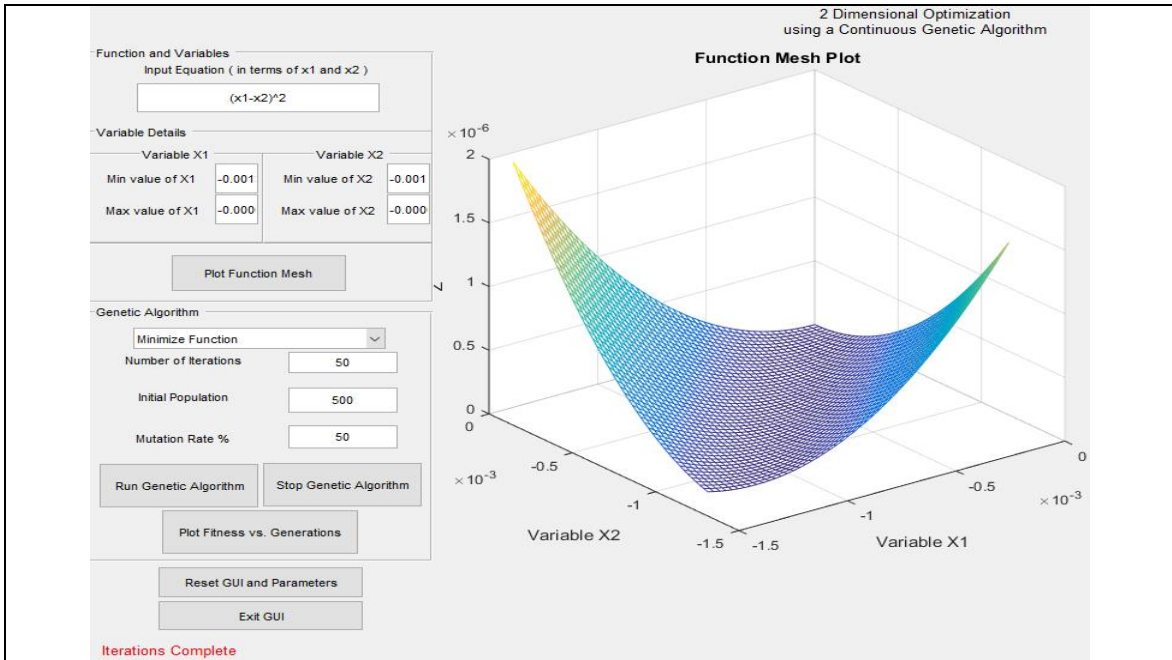 2 Dimensional Optimization
using a Continuous Genetic Algorithm
Function and Variables
Input Equation ( in terms of x1 and x2 )
(x1-x2)^2
Variable Details
Variable X1
Min value of X1 -0.001
Max value of X1 -0.000
Variable X2
Min value of X2 -0.001
Max value of X2 -0.000
Plot Function Mesh
Genetic Algorithm
Minimize Function
Number of Iterations 50
Initial Population 500
Mutation Rate % 50
Run Genetic Algorithm
Stop Genetic Algorithm
Plot Fitness vs. Generations
Reset GUI and Parameters
Exit GUI
Iterations Complete
Function Mesh Plot
× 10⁻⁶
2
1.5
1
0.5
0
0
-0.5
-1
-1.5
× 10⁻³
Variable X2
-1.5
-1
-0.5
0
× 10⁻³
Variable X1